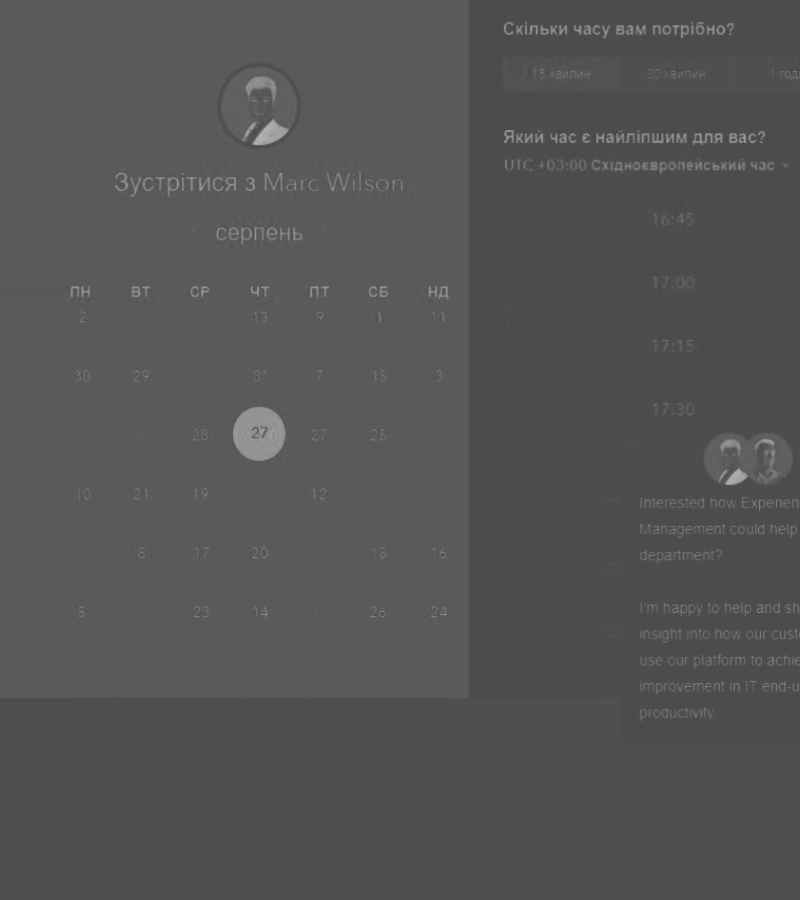 Зустрітися з Marc Wilson
серпень
ПН ВТ СР ЧТ ПТ СБ НД
2 13 9 1 11
30 29 31 7 15 3
28 27 27 25
10 21 19 12
8 17 20 18 16
5 23 14 26 24
Скільки часу вам потрібно?
15 хвилин 30 хвилин 1 год
Який час є найліпшим для вас?
UTC +03:00 Східноєвропейський час
16:45
17:00
17:15
17:30
Interested how Experien
Management could help
department?
I'm happy to help and sh
insight into how our custo
use our platform to achie
improvement in IT end-u
productivity